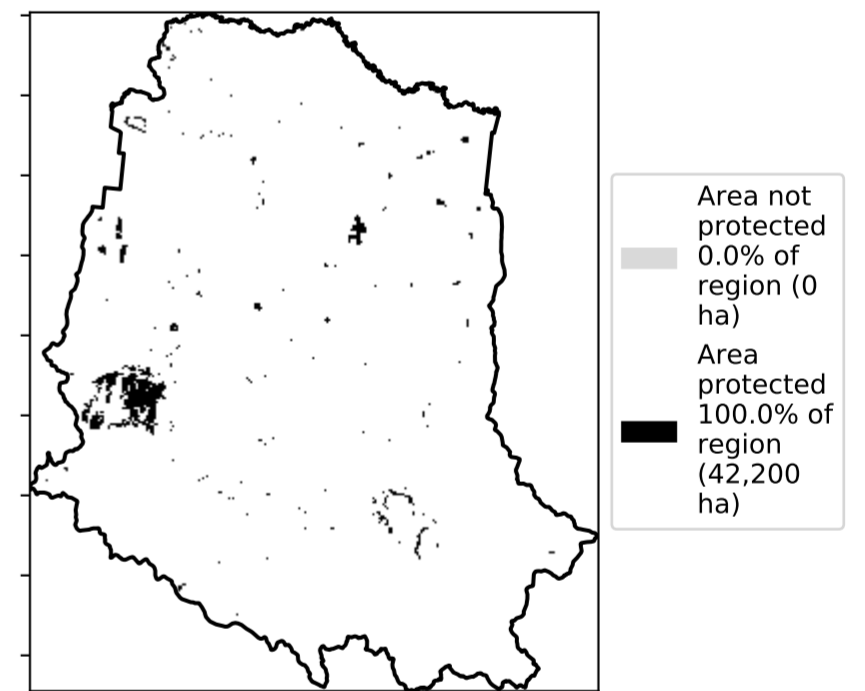 Area not
protected
0.0% of
region (0
ha)
Area
protected
100.0% of
region
(42,200
ha)